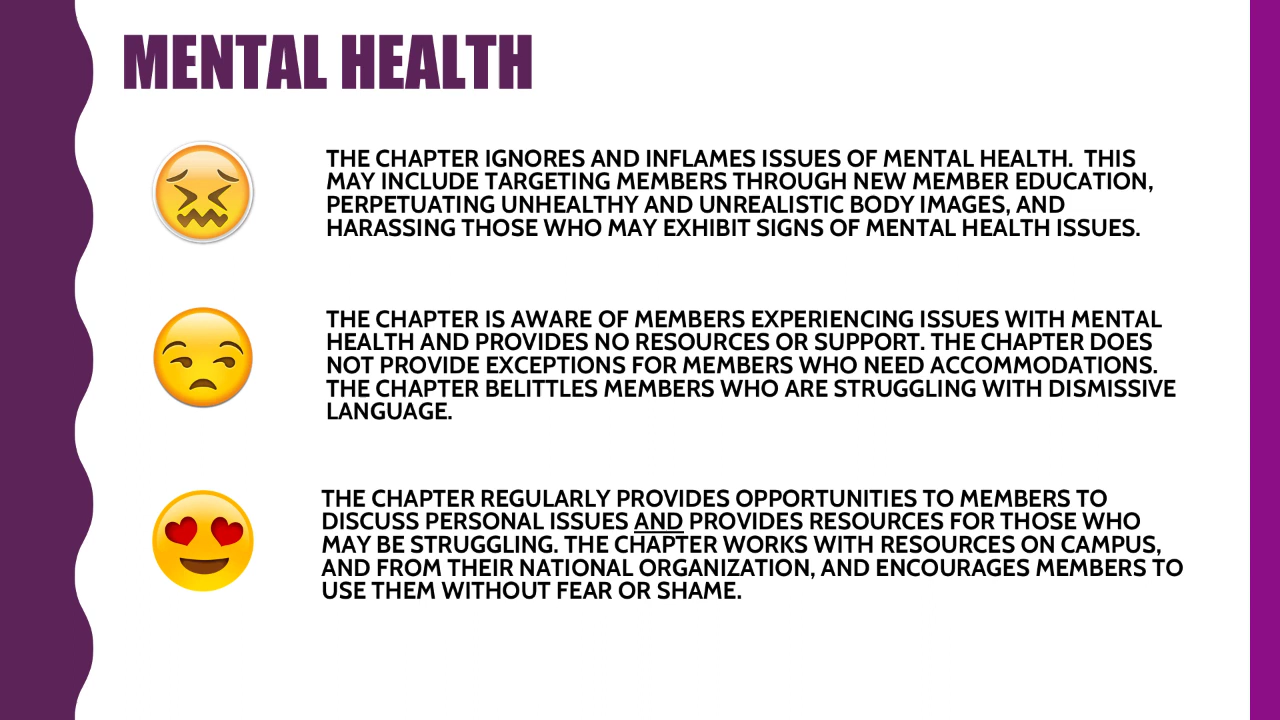 MENTAL HEALTH
THE CHAPTER IGNORES AND INFLAMES ISSUES OF MENTAL HEALTH.  THIS
MAY INCLUDE TARGETING MEMBERS THROUGH NEW MEMBER EDUCATION,
PERPETUATING UNHEALTHY AND UNREALISTIC BODY IMAGES, AND
HARASSING THOSE WHO MAY EXHIBIT SIGNS OF MENTAL HEALTH ISSUES.
THE CHAPTER IS AWARE OF MEMBERS EXPERIENCING ISSUES WITH MENTAL
HEALTH AND PROVIDES NO RESOURCES OR SUPPORT. THE CHAPTER DOES
NOT PROVIDE EXCEPTIONS FOR MEMBERS WHO NEED ACCOMMODATIONS.
THE CHAPTER BELITTLES MEMBERS WHO ARE STRUGGLING WITH DISMISSIVE
LANGUAGE.
THE CHAPTER REGULARLY PROVIDES OPPORTUNITIES TO MEMBERS TO
DISCUSS PERSONAL ISSUES AND PROVIDES RESOURCES FOR THOSE WHO
MAY BE STRUGGLING. THE CHAPTER WORKS WITH RESOURCES ON CAMPUS,
AND FROM THEIR NATIONAL ORGANIZATION, AND ENCOURAGES MEMBERS TO
USE THEM WITHOUT FEAR OR SHAME.